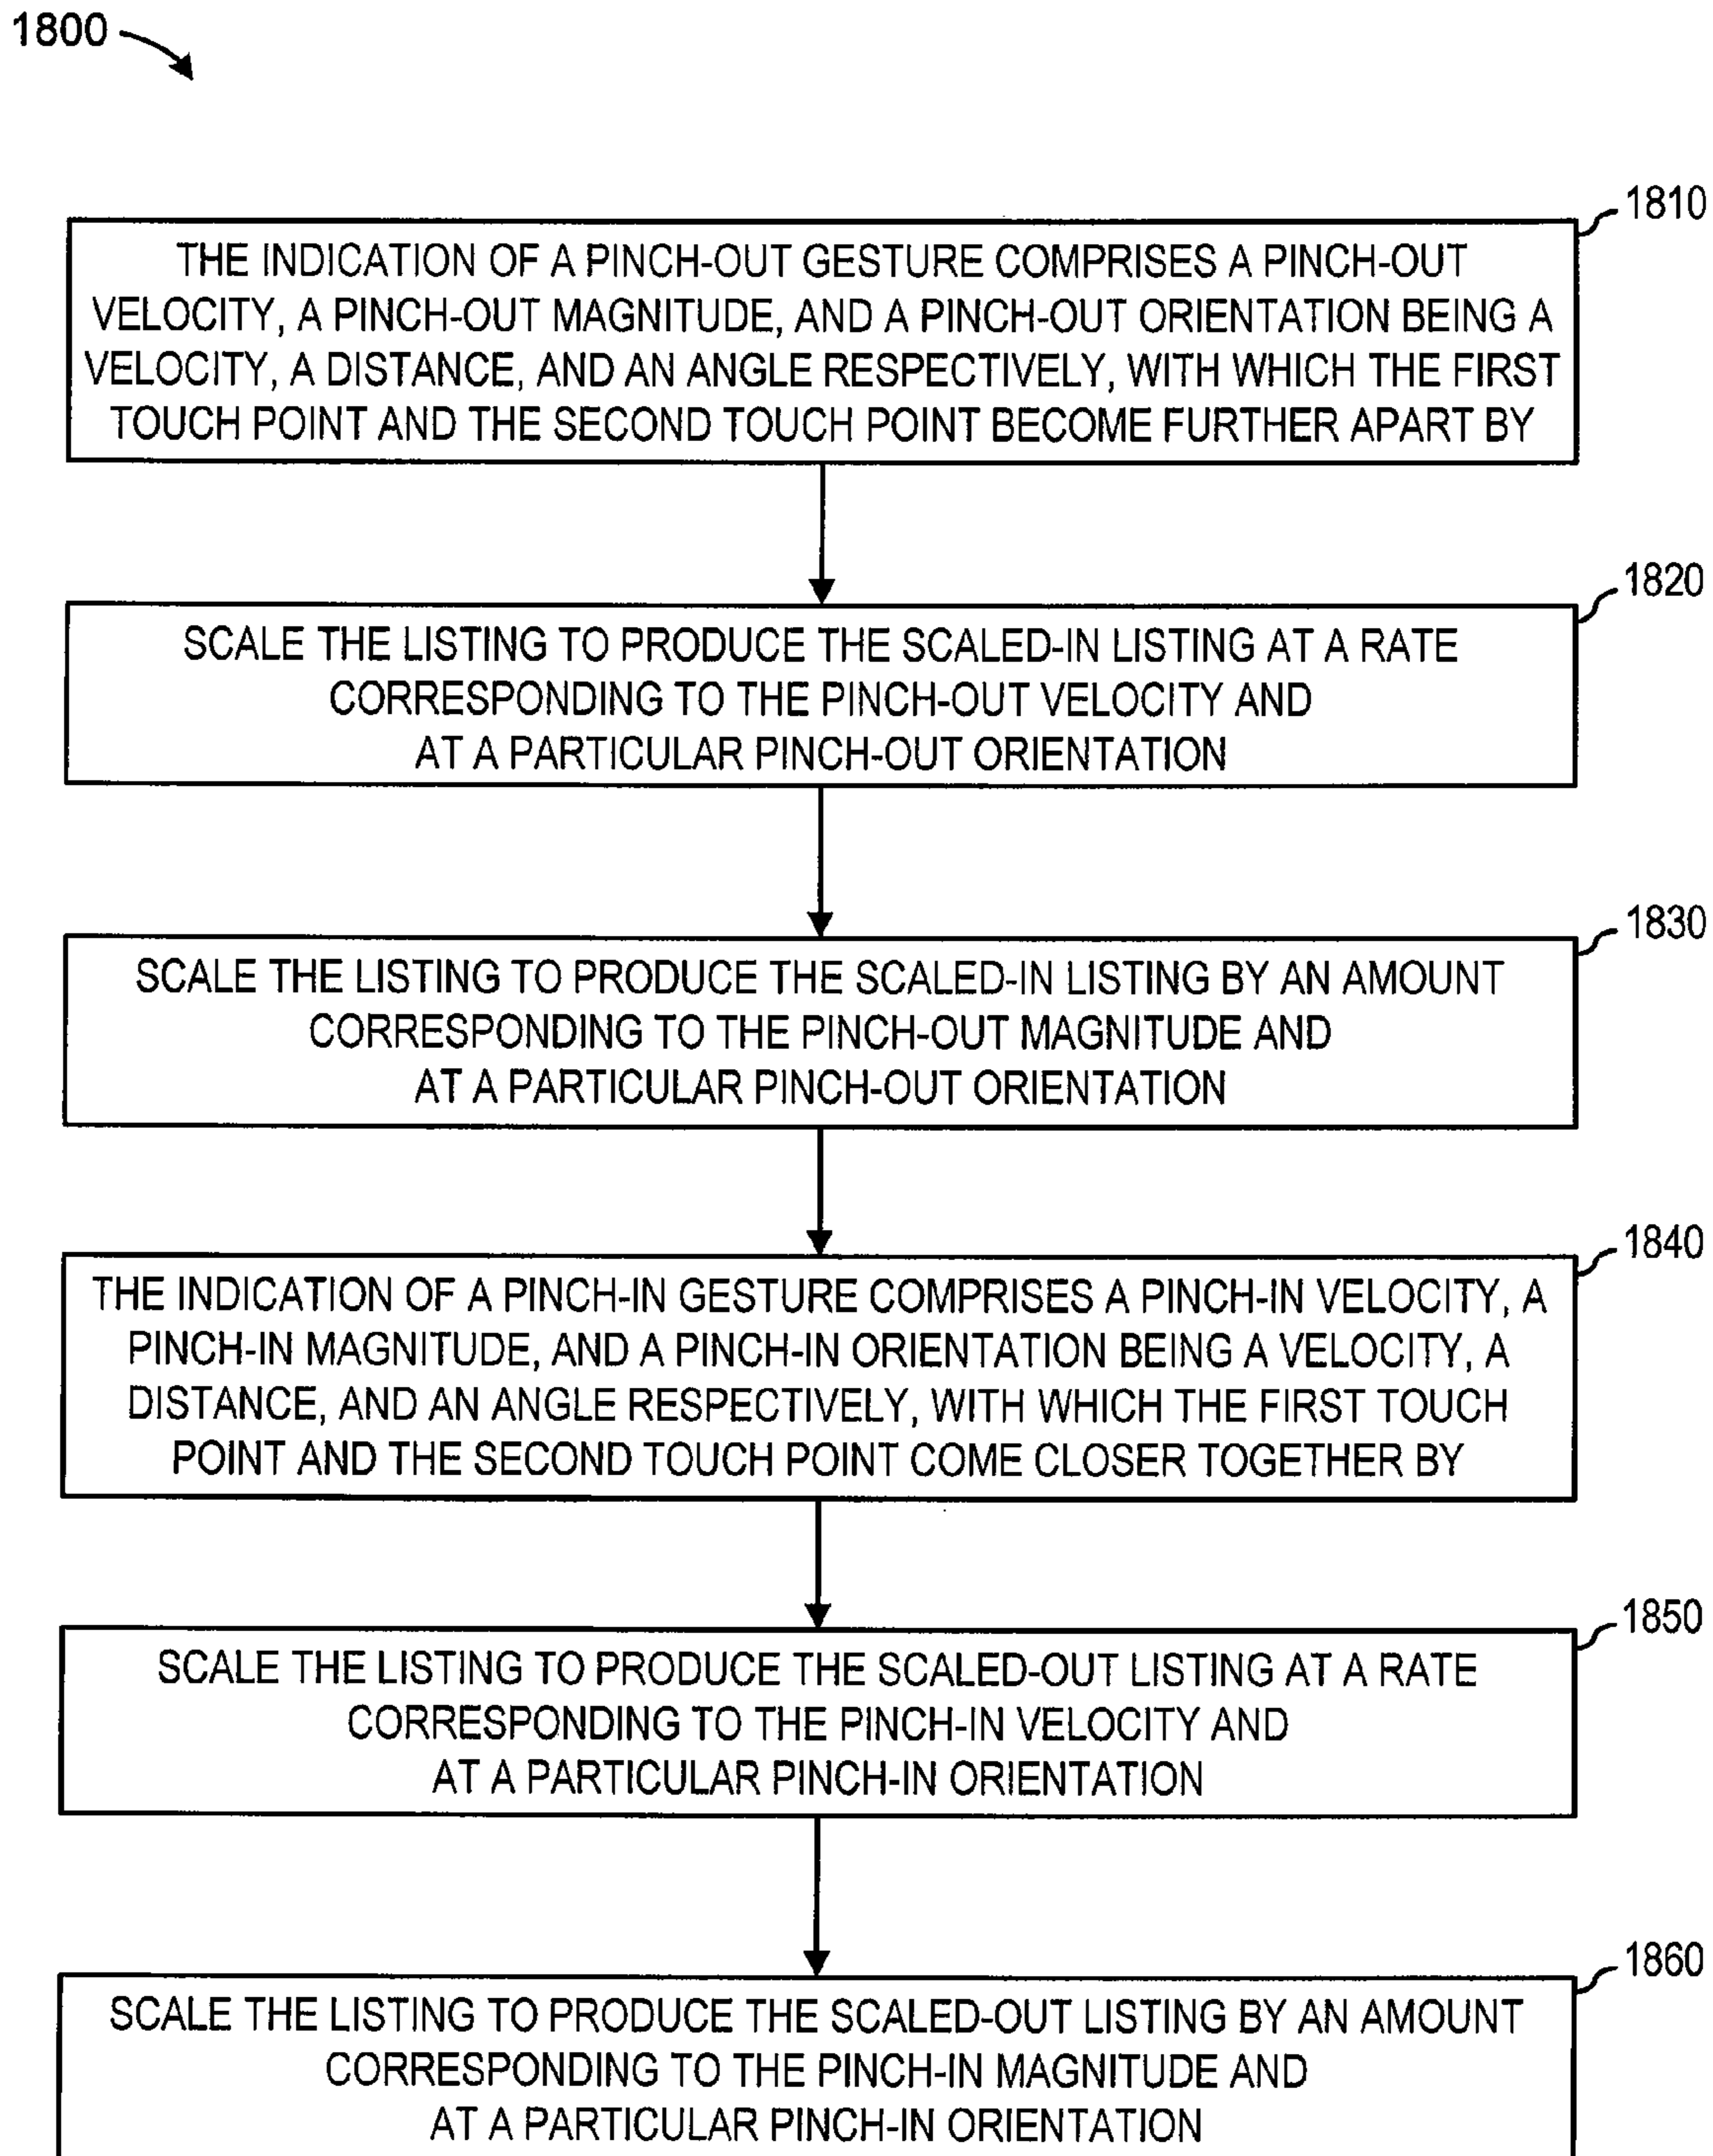 1800
1810
THE INDICATION OF A PINCH-OUT GESTURE COMPRISES A PINCH-OUT
VELOCITY, A PINCH-OUT MAGNITUDE, AND A PINCH-OUT ORIENTATION BEING A
VELOCITY, A DISTANCE, AND AN ANGLE RESPECTIVELY, WITH WHICH THE FIRST
TOUCH POINT AND THE SECOND TOUCH POINT BECOME FURTHER APART BY
1820
SCALE THE LISTING TO PRODUCE THE SCALED-IN LISTING AT A RATE
CORRESPONDING TO THE PINCH-OUT VELOCITY AND
AT A PARTICULAR PINCH-OUT ORIENTATION
1830
SCALE THE LISTING TO PRODUCE THE SCALED-IN LISTING BY AN AMOUNT
CORRESPONDING TO THE PINCH-OUT MAGNITUDE AND
AT A PARTICULAR PINCH-OUT ORIENTATION
1840
THE INDICATION OF A PINCH-IN GESTURE COMPRISES A PINCH-IN VELOCITY, A
PINCH-IN MAGNITUDE, AND A PINCH-IN ORIENTATION BEING A VELOCITY, A
DISTANCE, AND AN ANGLE RESPECTIVELY, WITH WHICH THE FIRST TOUCH
POINT AND THE SECOND TOUCH POINT COME CLOSER TOGETHER BY
1850
SCALE THE LISTING TO PRODUCE THE SCALED-OUT LISTING AT A RATE
CORRESPONDING TO THE PINCH-IN VELOCITY AND
AT A PARTICULAR PINCH-IN ORIENTATION
1860
SCALE THE LISTING TO PRODUCE THE SCALED-OUT LISTING BY AN AMOUNT
CORRESPONDING TO THE PINCH-IN MAGNITUDE AND
AT A PARTICULAR PINCH-IN ORIENTATION